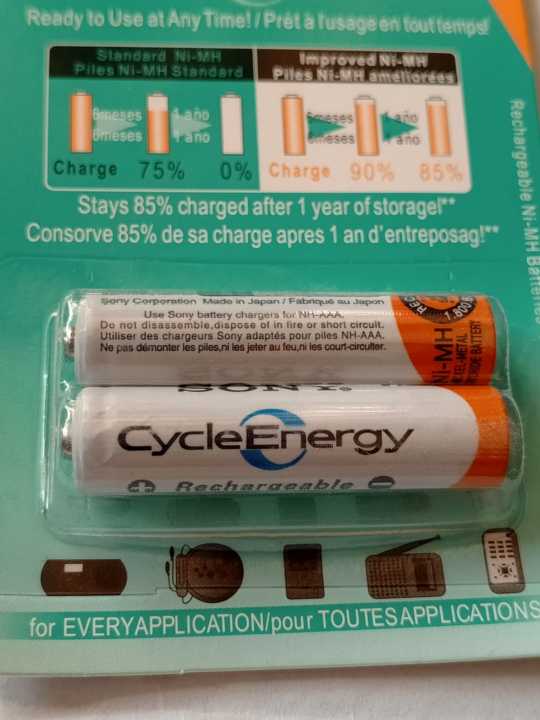 Ready to Use at Any Time! / Prêt à l'usage en tout temps!
Standard Ni-MH
Piles Ni-MH Standard
Improved Ni-MH
Piles Ni-MH améliorées
6meses 1 año
6meses 1 ano
6meses 1 año
6meses 1 ano
Charge 75% 0%
Charge 90% 85%
Stays 85% charged after 1 year of storage!**
Consorve 85% de sa charge apres 1 an d'entreposag!**
Rechargeable Ni-MH
Sony Corporation Made in Japan / Fabriqué au Japon
Use Sony battery chargers for NH-AAA.
Do not disassemble,dispose of in fire or short circuit.
Utiliser des chargeurs Sony adaptés pour piles NH-AAA.
Ne pas démonter les piles,ni les jeter au feu,ni les court-circuiter.
Ni-MH
SONY
CycleEnergy
Rechargeable
for EVERY APPLICATION/pour TOUTES APPLICATIONS